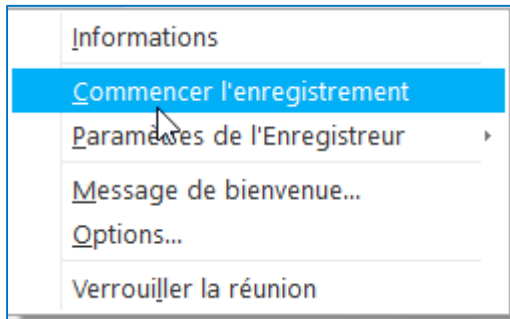 Informations
Commencer l'enregistrement
Paramètres de l'Enregistreur
Message de bienvenue...
Options...
Verrouiller la réunion